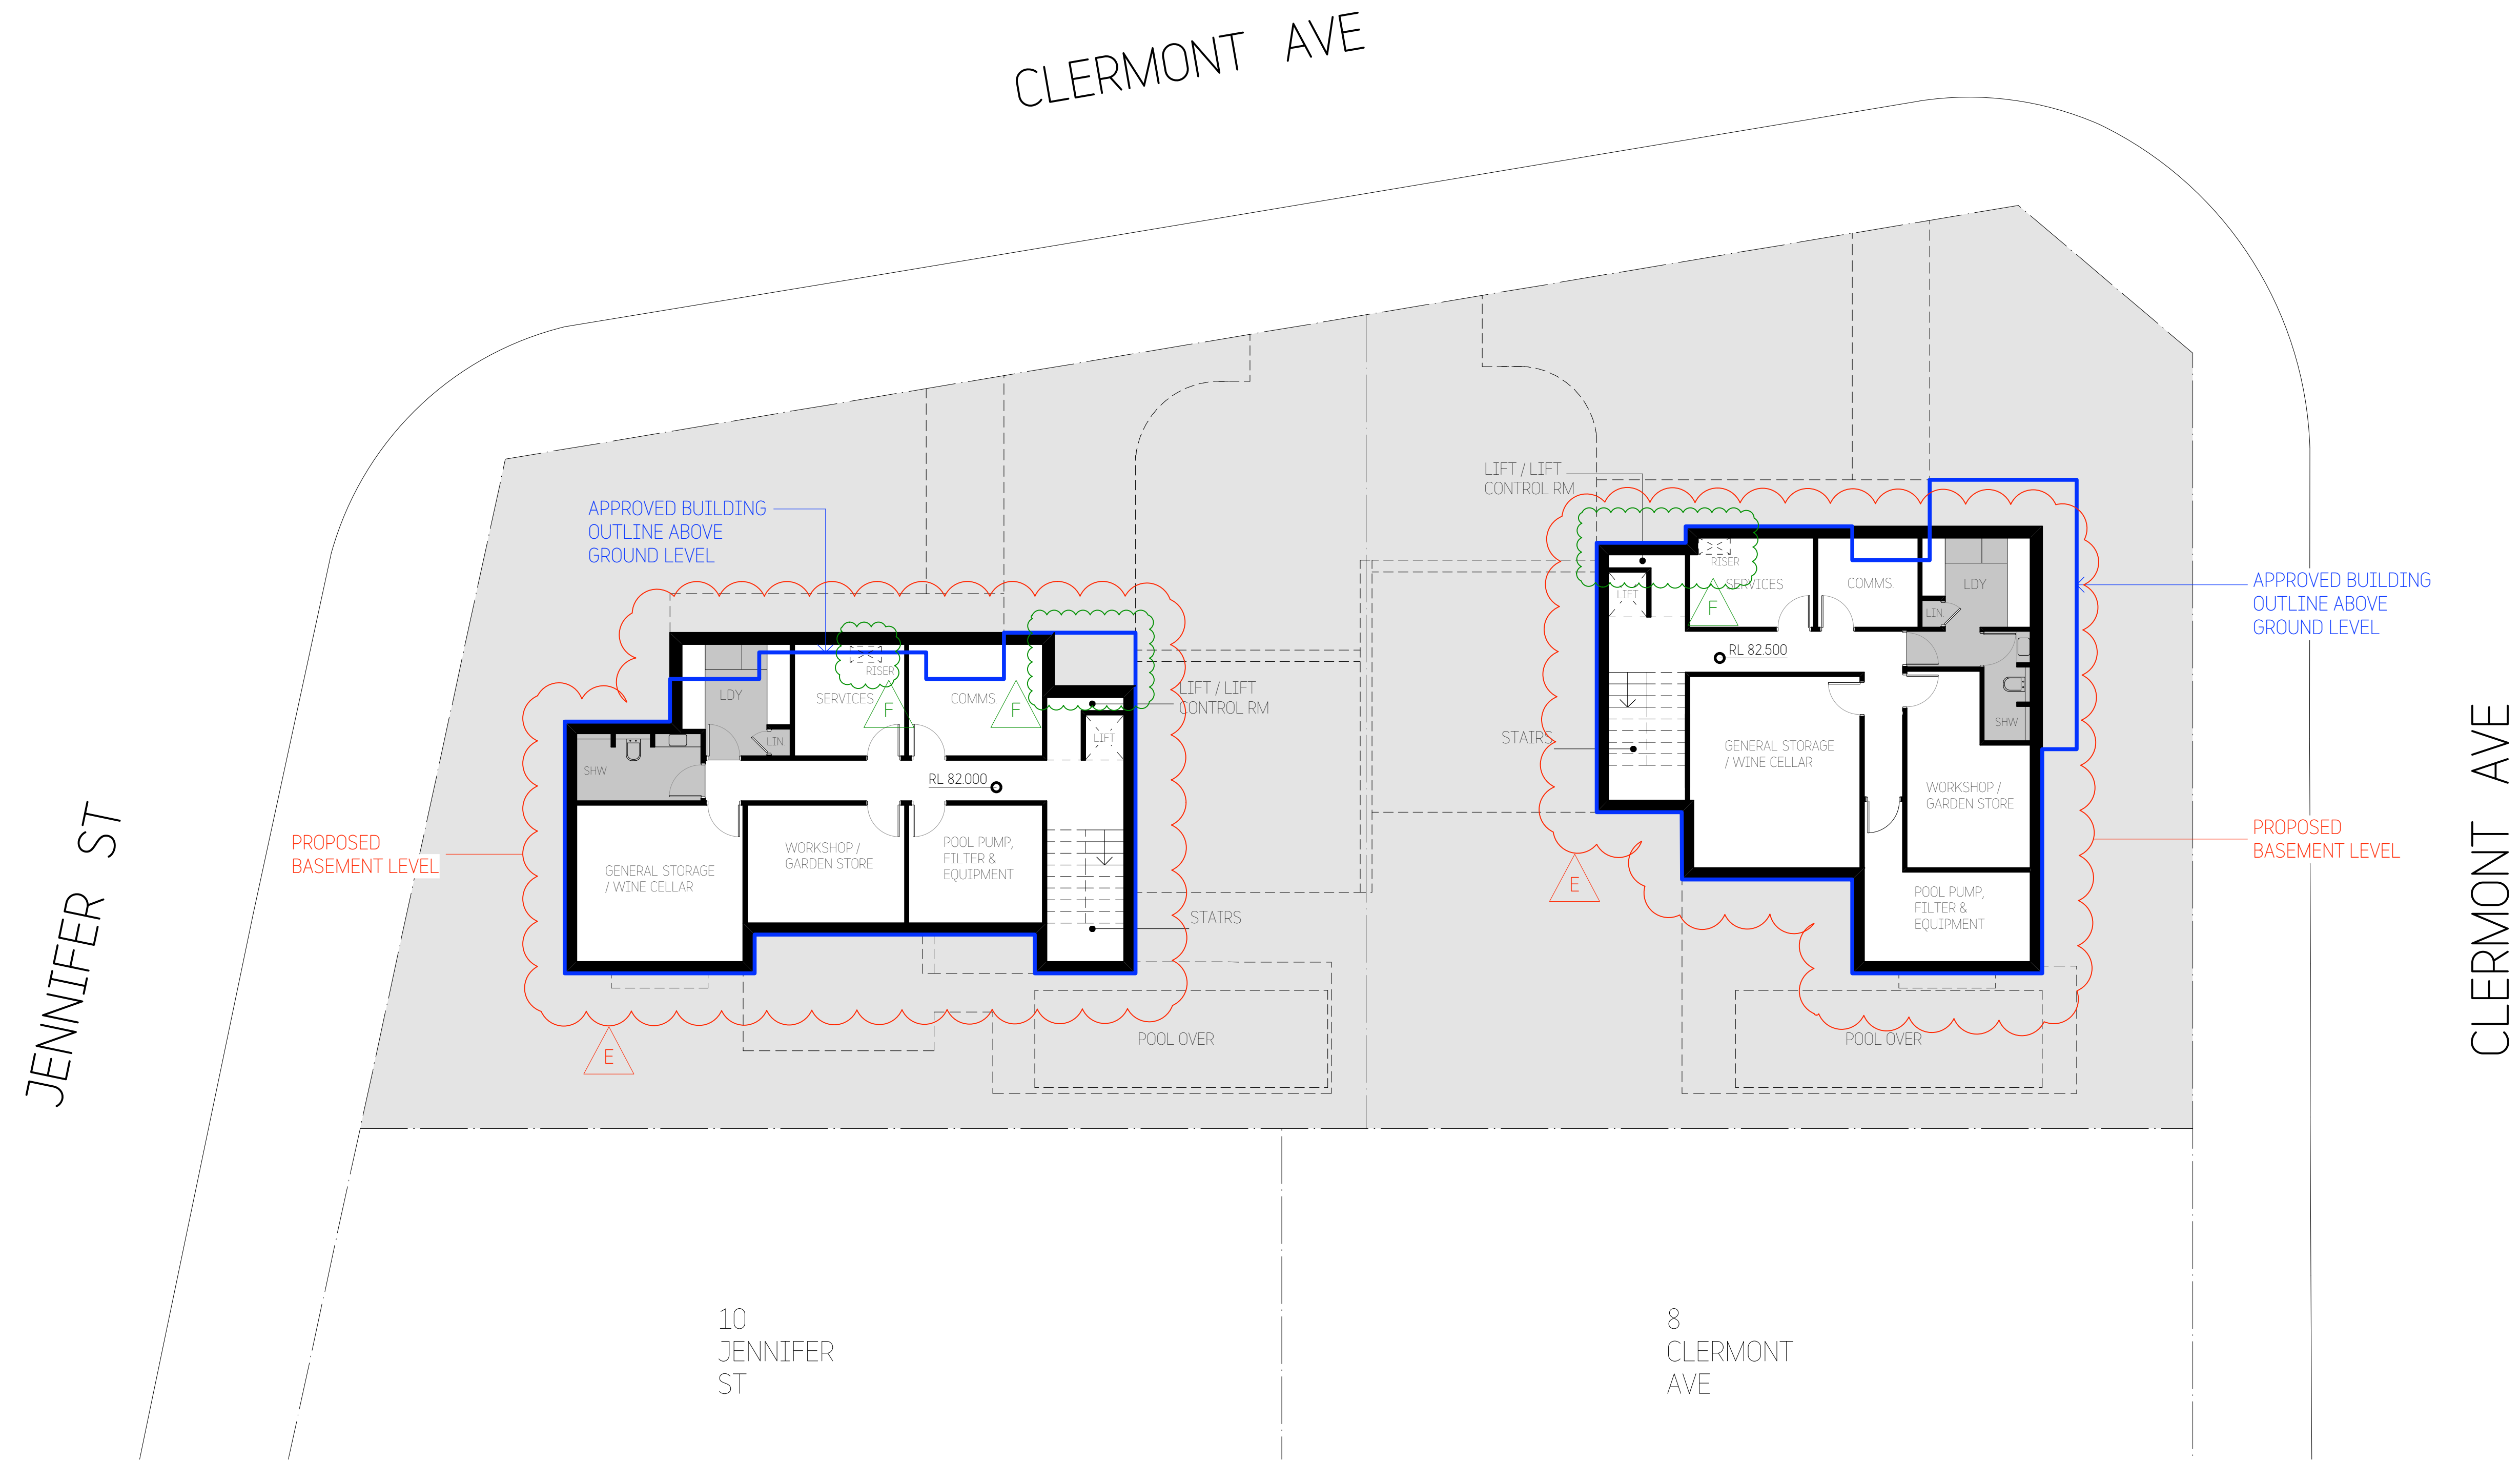 CLERMONT AVE
JENNIFER ST
CLERMONT AVE
APPROVED BUILDING
OUTLINE ABOVE
GROUND LEVEL
PROPOSED
BASEMENT LEVEL
LDY
SERVICES
RISER
COMMS.
F
F
LIN
SHW
LIFT / LIFT
CONTROL RM
LIFT
RL 82.000
GENERAL STORAGE
/ WINE CELLAR
WORKSHOP /
GARDEN STORE
POOL PUMP,
FILTER &
EQUIPMENT
STAIRS
E
POOL OVER
LIFT / LIFT
CONTROL RM
RISER
SERVICES
COMMS.
LDY
LIFT
F
LIN
RL 82.500
SHW
STAIRS
GENERAL STORAGE
/ WINE CELLAR
WORKSHOP /
GARDEN STORE
POOL PUMP,
FILTER &
EQUIPMENT
E
POOL OVER
APPROVED BUILDING
OUTLINE ABOVE
GROUND LEVEL
PROPOSED
BASEMENT LEVEL
10
JENNIFER
ST
8
CLERMONT
AVE